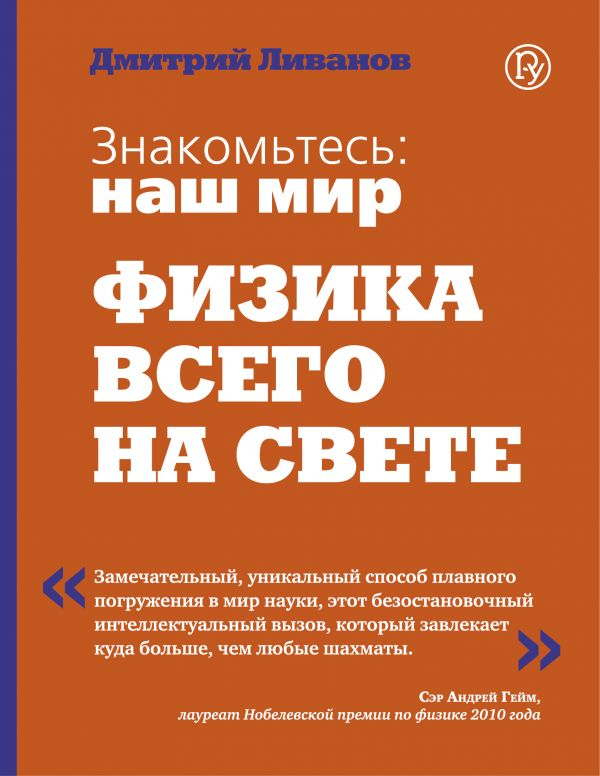 Дмитрий Ливанов
РУ
Знакомьтесь:
наш мир
ФИЗИКА
ВСЕГО
НА СВЕТЕ
« Замечательный, уникальный способ плавного
погружения в мир науки, этот безостановочный
интеллектуальный вызов, который завлекает
куда больше, чем любые шахматы. »
Сэр Андрей Гейм,
лауреат Нобелевской премии по физике 2010 года